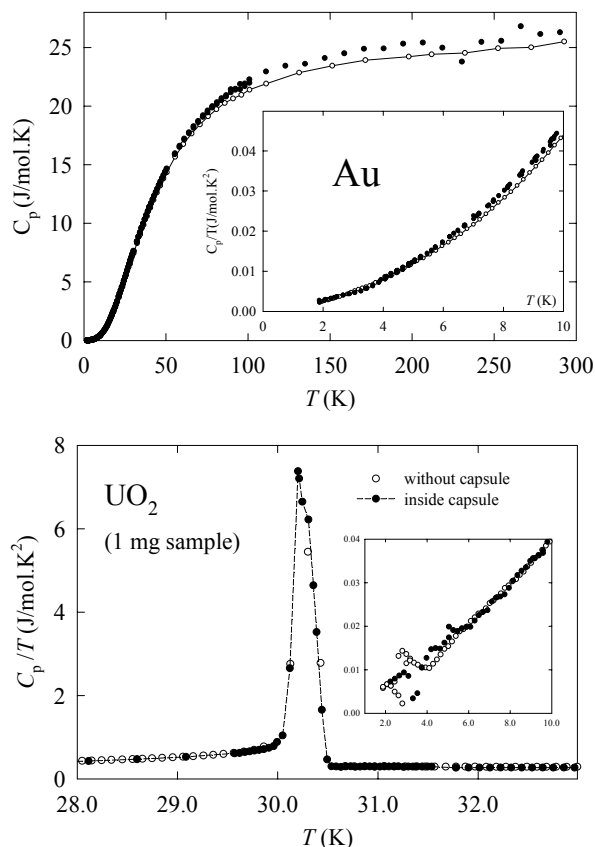 30
25
20
15
10
5
0
C_p (J/mol.K)
0.04
0.03
0.02
0.01
0.00
C_p/T(J/mol.K²)
Au
T (K)
0 2 4 6 8 10
0 50 100 150 200 250 300
T (K)
8
6
4
2
0
C_p/T (J/mol.K²)
UO₂
(1 mg sample)
without capsule
inside capsule
0.04
0.03
0.02
0.01
0.00
2.0 4.0 6.0 8.0 10.0
28.0 29.0 30.0 31.0 32.0
T (K)